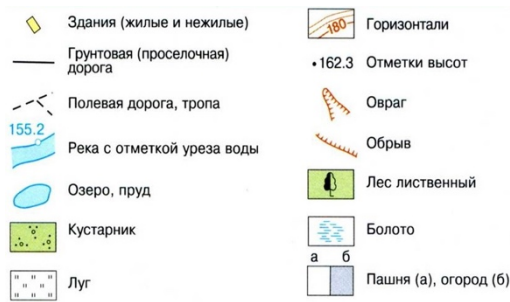 Здания (жилые и нежилые)
Грунтовая (проселочная)
дорога
Полевая дорога, тропа
155.2
Река с отметкой уреза воды
Озеро, пруд
Кустарник
Луг
180
Горизонтали
•162.3 Отметки высот
Овраг
Обрыв
Лес лиственный
Болото
а б
Пашня (а), огород (б)